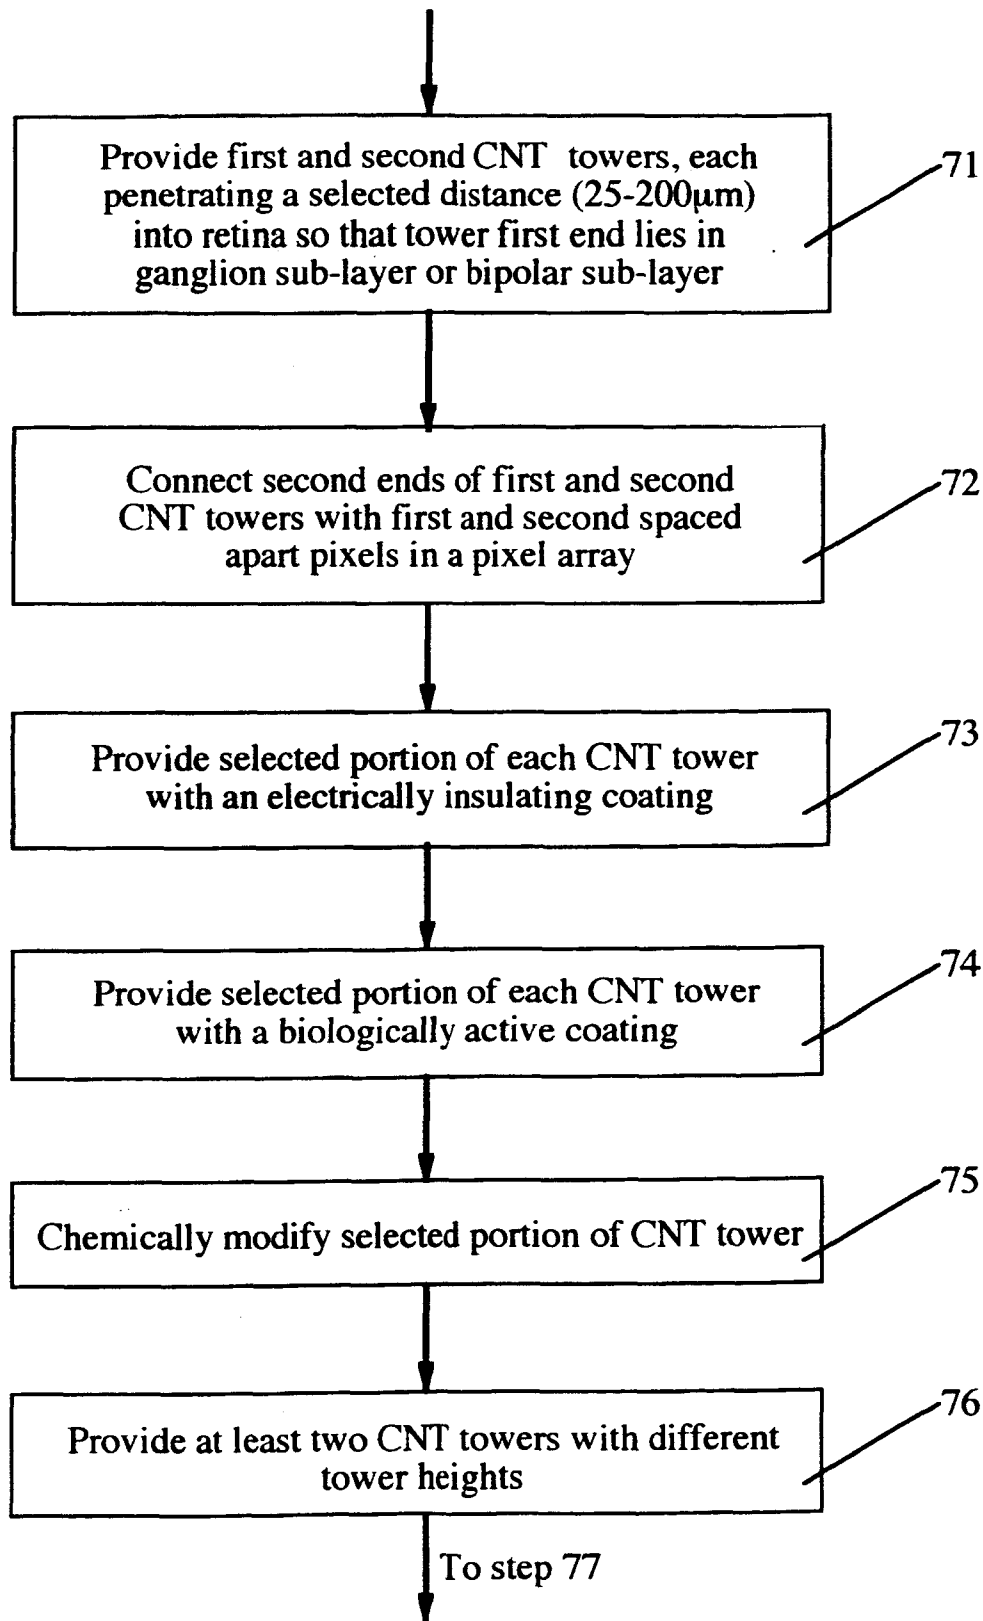 Provide first and second CNT towers, each
penetrating a selected distance (25-200µm)
into retina so that tower first end lies in
ganglion sub-layer or bipolar sub-layer
71
Connect second ends of first and second
CNT towers with first and second spaced
apart pixels in a pixel array
72
Provide selected portion of each CNT tower
with an electrically insulating coating
73
Provide selected portion of each CNT tower
with a biologically active coating
74
Chemically modify selected portion of CNT tower
75
Provide at least two CNT towers with different
tower heights
76
To step 77